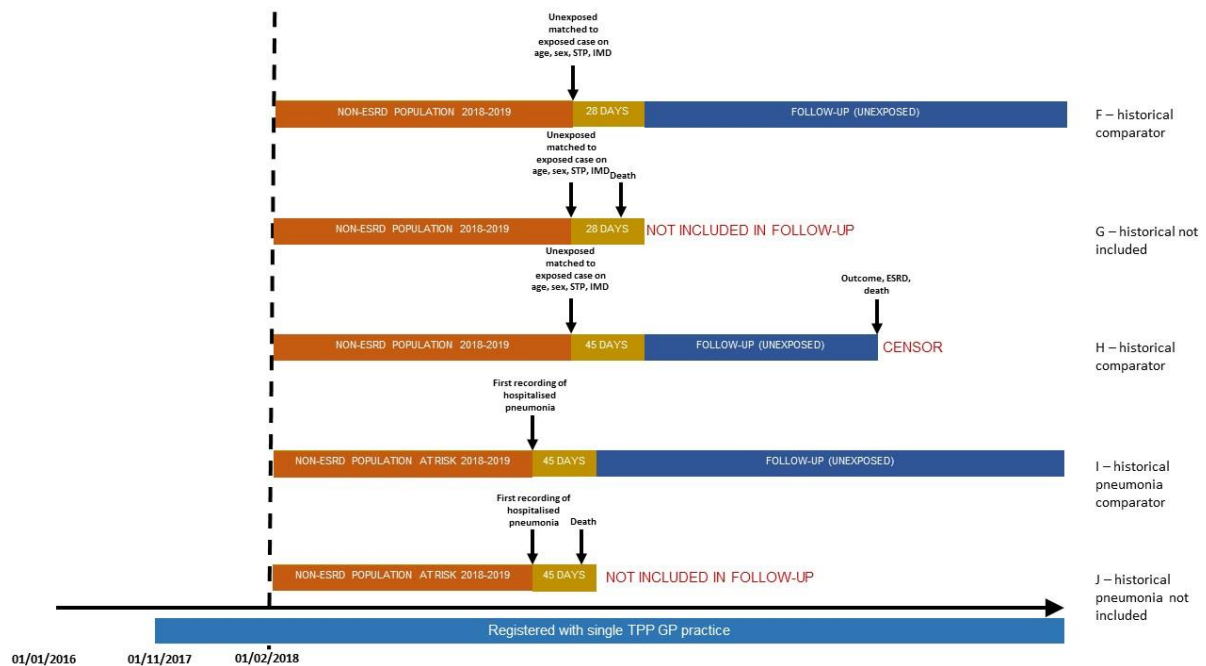 Unexposed
matched to
exposed case on
age, sex, STP, IMD
NON-ESRD POPULATION 2018-2019
28 DAYS
FOLLOW-UP (UNEXPOSED)
F – historical
comparator
Unexposed
matched to
exposed case on
age, sex, STP, IMD
Death
NON-ESRD POPULATION 2018-2019
28 DAYS
NOT INCLUDED IN FOLLOW-UP
G – historical not
included
Unexposed
matched to
exposed case on
age, sex, STP, IMD
Outcome, ESRD,
death
NON-ESRD POPULATION 2018-2019
45 DAYS
FOLLOW-UP (UNEXPOSED)
CENSOR
H – historical
comparator
First recording of
hospitalised
pneumonia
NON-ESRD POPULATION AT RISK 2018-2019
45 DAYS
FOLLOW-UP (UNEXPOSED)
I – historical
pneumonia
comparator
First recording of
hospitalised
pneumonia
Death
NON-ESRD POPULATION AT RISK 2018-2019
45 DAYS
NOT INCLUDED IN FOLLOW-UP
J – historical
pneumonia not
included
Registered with single TPP GP practice
01/01/2016
01/11/2017
01/02/2018